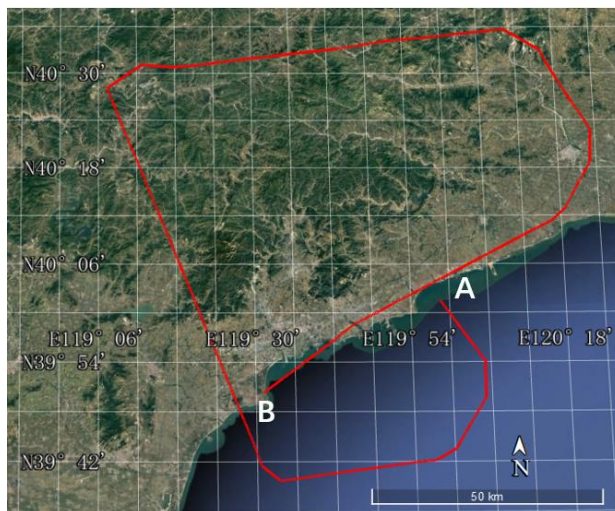 N40° 30'
N40° 18'
N40° 06'
A
E119° 06' E119° 30' E119° 54' E120° 18'
N39° 54'
B
N39° 42'
N
50 km